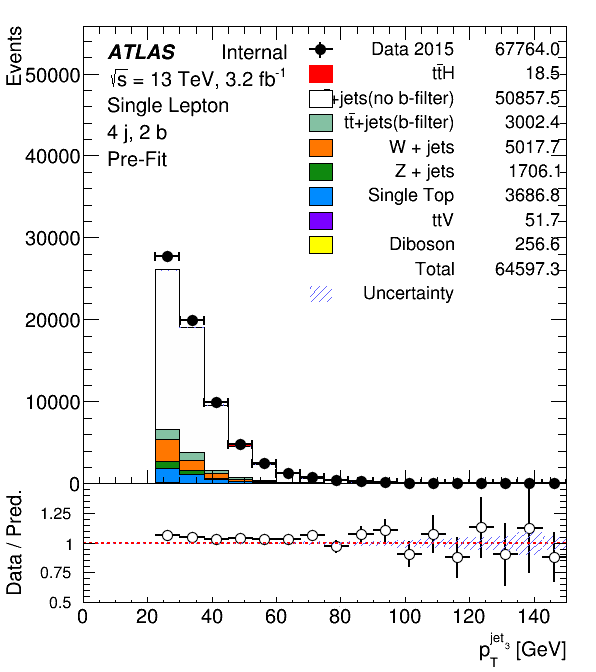 Events
50000
40000
30000
20000
10000
0
ATLAS Internal
√s = 13 TeV, 3.2 fb⁻¹
Single Lepton
4 j, 2 b
Pre-Fit
Data 2015 67764.0
tt̄H 18.5
+jets(no b-filter) 50857.5
tt̄+jets(b-filter) 3002.4
W + jets 5017.7
Z + jets 1706.1
Single Top 3686.8
ttV 51.7
Diboson 256.6
Total 64597.3
Uncertainty
Data / Pred.
1.25
1
0.75
0.5
0 20 40 60 80 100 120 140
p_T^jet_3 [GeV]